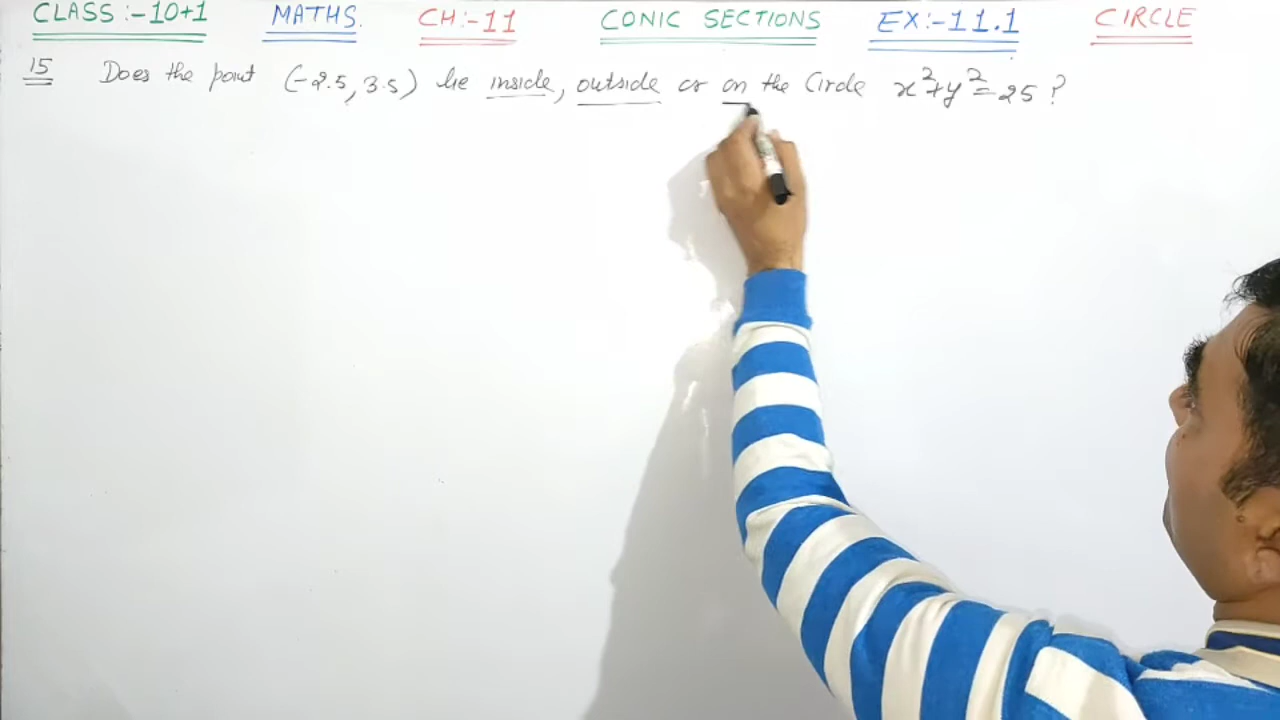 CLASS:-10+1 MATHS. CH:-11 CONIC SECTIONS EX:-11.1 CIRCLE
15 Does the point (-2.5, 3.5) lie inside, outside or on the Circle x²+y²=25?